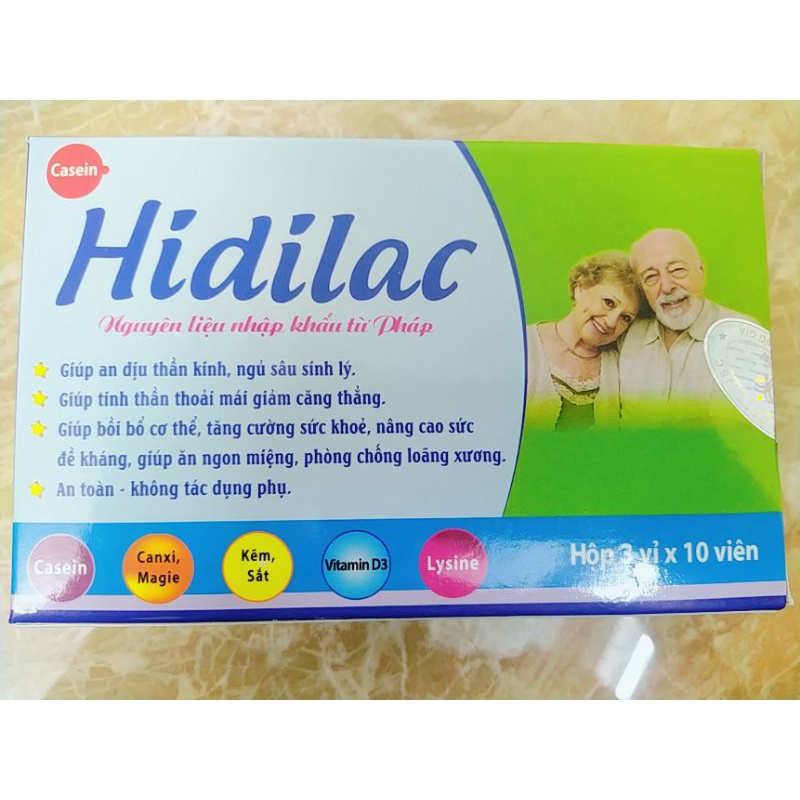 Casein
Hidilac
Nguyên liệu nhập khẩu từ Pháp
Giúp an dịu thần kính, ngủ sâu sính lý.
Giúp tính thần thoải mái giảm căng thẳng.
Giúp bồi bổ cơ thể, tăng cường sức khoẻ, nâng cao sức
đề kháng, giúp ăn ngon miệng, phòng chống loãng xương.
An toàn - không tác dụng phụ.
Casein
Canxi,
Magie
Kẽm,
Sắt
Vitamin D3
Lysine
Hộp 3 vỉ x 10 viên